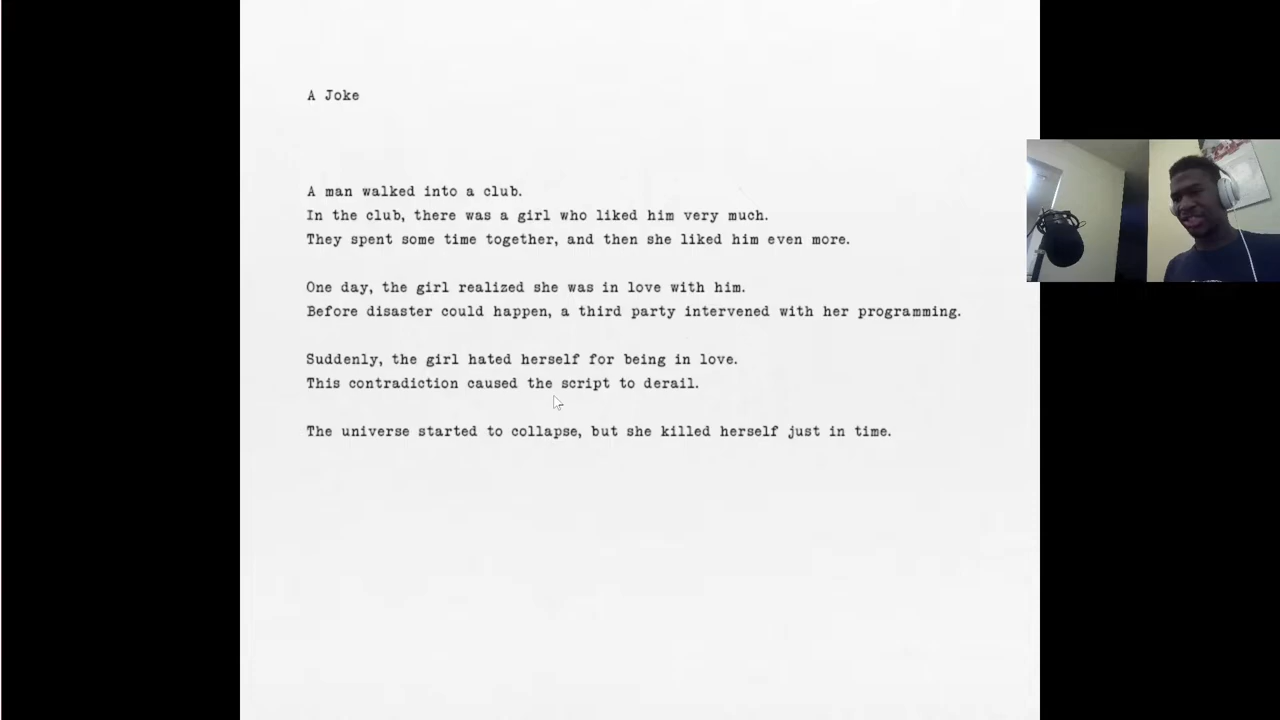 A Joke
A man walked into a club.
In the club, there was a girl who liked him very much.
They spent some time together, and then she liked him even more.
One day, the girl realized she was in love with him.
Before disaster could happen, a third party intervened with her programming.
Suddenly, the girl hated herself for being in love.
This contradiction caused the script to derail.
The universe started to collapse, but she killed herself just in time.